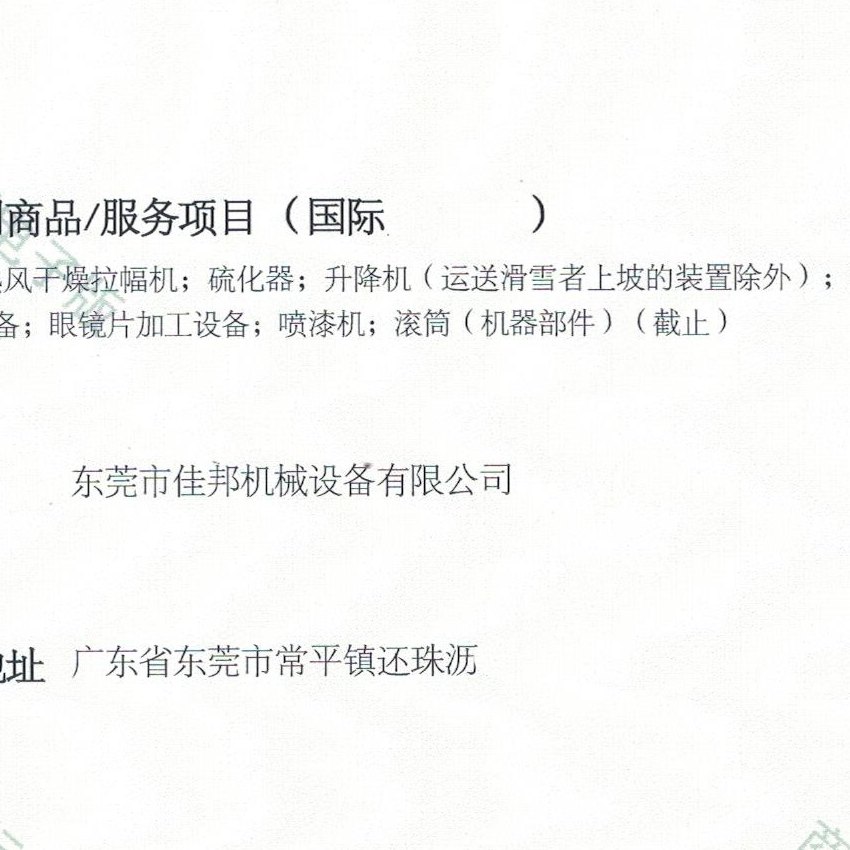 商品/服务项目（国际　　　）
风干燥拉幅机；硫化器；升降机（运送滑雪者上坡的装置除外）；
备；眼镜片加工设备；喷漆机；滚筒（机器部件）（截止）
东莞市佳邦机械设备有限公司
地址 广东省东莞市常平镇还珠沥